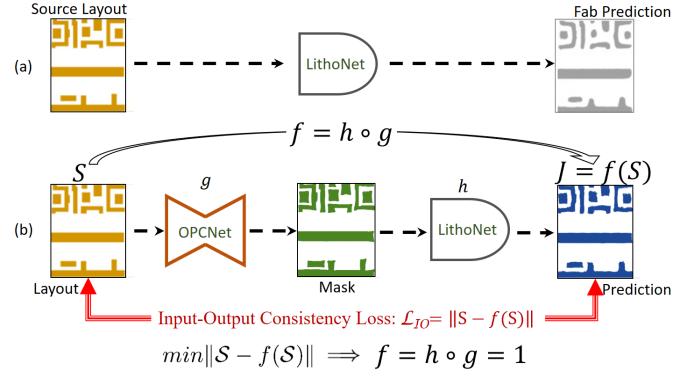 Source Layout
Fab Prediction
(a)
LithoNet
f = h ∘ g
S
J = f(S)
g
h
(b)
OPCNet
LithoNet
Layout
Mask
Prediction
Input-Output Consistency Loss: ℒ_IO= ‖S − f(S)‖
min‖𝒮 − f(𝒮)‖ ⟹ f = h ∘ g = 1